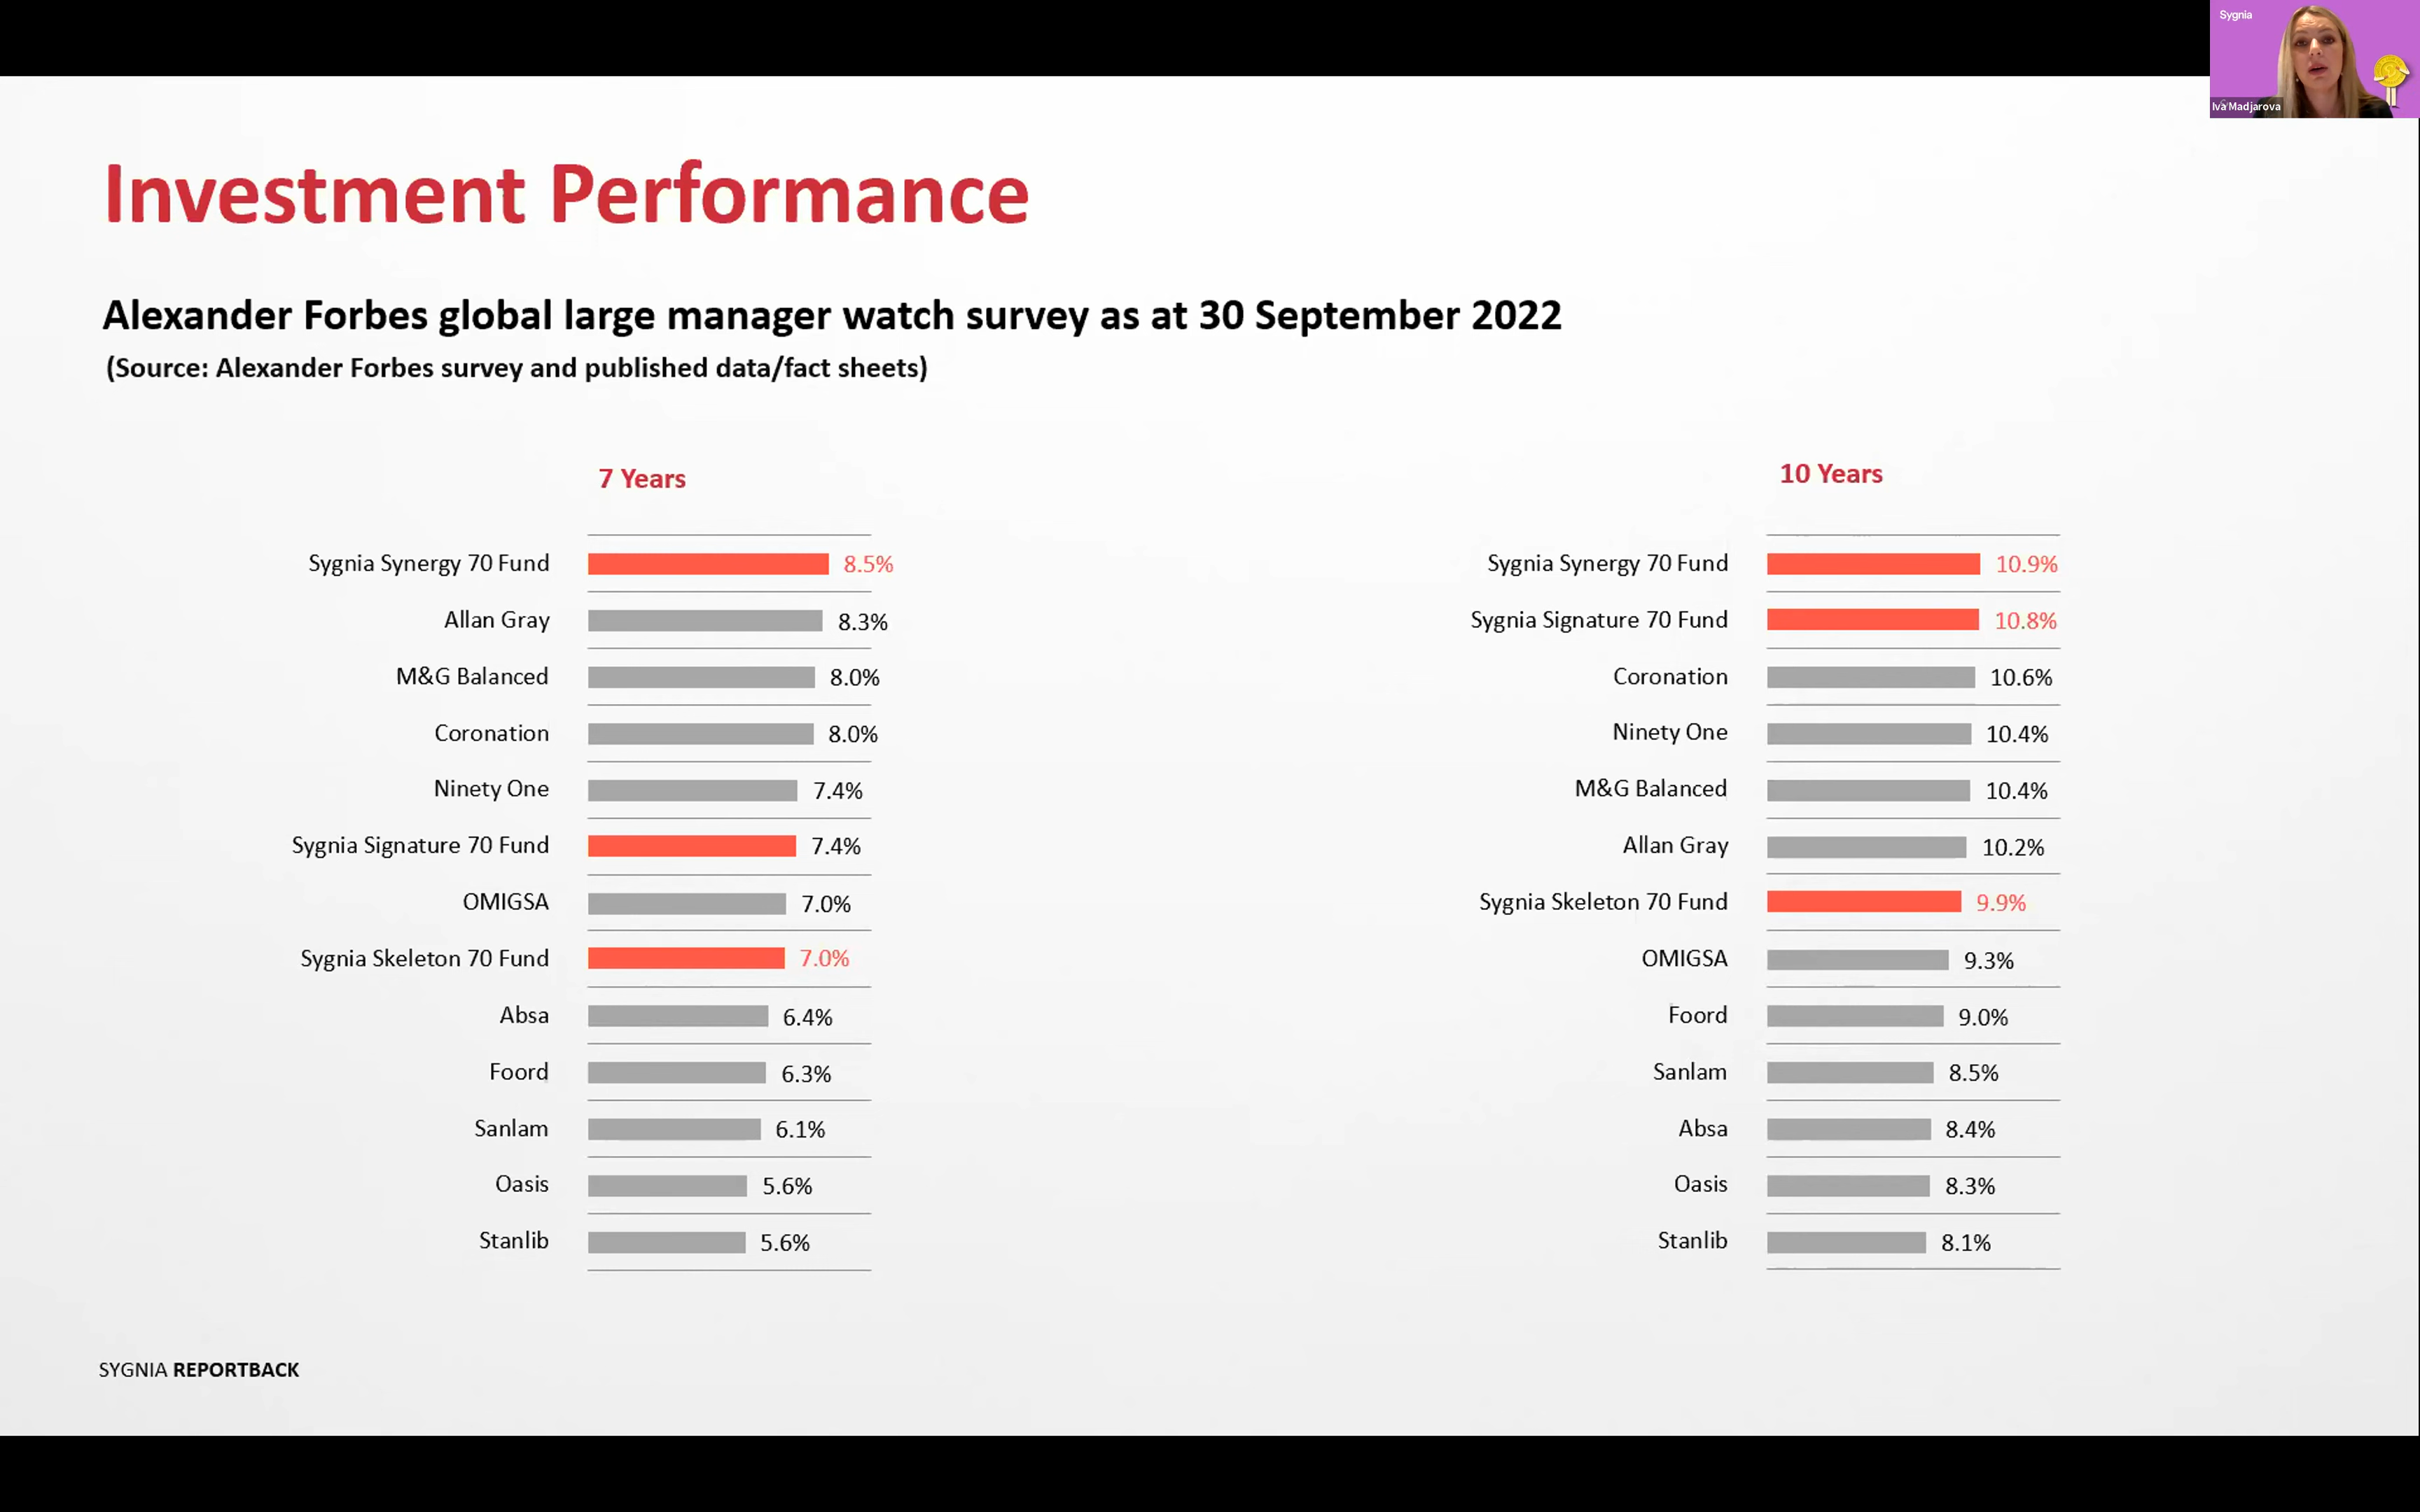 Sygnia
Iva Madjarova
Investment Performance
Alexander Forbes global large manager watch survey as at 30 September 2022
(Source: Alexander Forbes survey and published data/fact sheets)
7 Years
Sygnia Synergy 70 Fund 8.5%
Allan Gray 8.3%
M&G Balanced 8.0%
Coronation 8.0%
Ninety One 7.4%
Sygnia Signature 70 Fund 7.4%
OMIGSA 7.0%
Sygnia Skeleton 70 Fund 7.0%
Absa 6.4%
Foord 6.3%
Sanlam 6.1%
Oasis 5.6%
Stanlib 5.6%
10 Years
Sygnia Synergy 70 Fund 10.9%
Sygnia Signature 70 Fund 10.8%
Coronation 10.6%
Ninety One 10.4%
M&G Balanced 10.4%
Allan Gray 10.2%
Sygnia Skeleton 70 Fund 9.9%
OMIGSA 9.3%
Foord 9.0%
Sanlam 8.5%
Absa 8.4%
Oasis 8.3%
Stanlib 8.1%
SYGNIA REPORTBACK